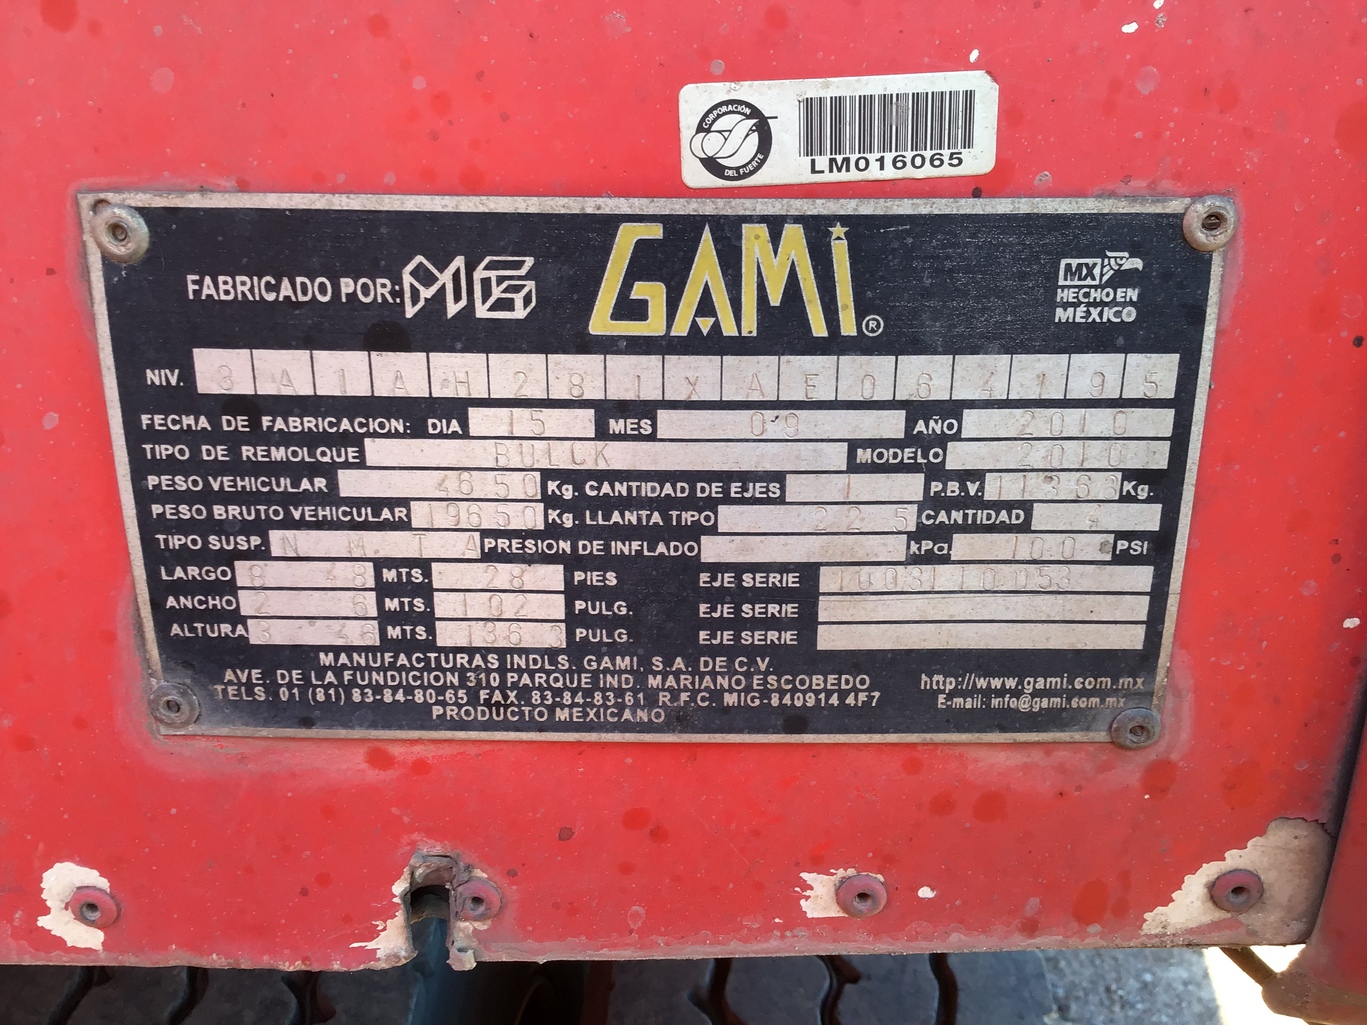 CORPORACIÓN
DEL FUERTE
LM016065
FABRICADO POR: MG GAMI ®
MX
HECHO EN
MÉXICO
NIV. 3 A 1 A H 2 8 1 X A E 0 6 4 1 9 5
FECHA DE FABRICACION: DIA 15 MES 09 AÑO 2010
TIPO DE REMOLQUE BULCK MODELO 2010
PESO VEHICULAR 4650 Kg. CANTIDAD DE EJES 1 P.B.V. 11363 Kg.
PESO BRUTO VEHICULAR 19650 Kg. LLANTA TIPO 22 5 CANTIDAD 4
TIPO SUSP. N M T A PRESION DE INFLADO kPa. 100 PSI
LARGO 8 48 MTS. 28 PIES EJE SERIE 1003110053
ANCHO 2 6 MTS. 102 PULG. EJE SERIE
ALTURA 3 46 MTS. 136 3 PULG. EJE SERIE
MANUFACTURAS INDLS. GAMI, S.A. DE C.V.
AVE. DE LA FUNDICION 310 PARQUE IND. MARIANO ESCOBEDO http://www.gami.com.mx
TELS. 01 (81) 83-84-80-65 FAX. 83-84-83-61 R.F.C. MIG-840914 4F7 E-mail: info@gami.com.mx
PRODUCTO MEXICANO